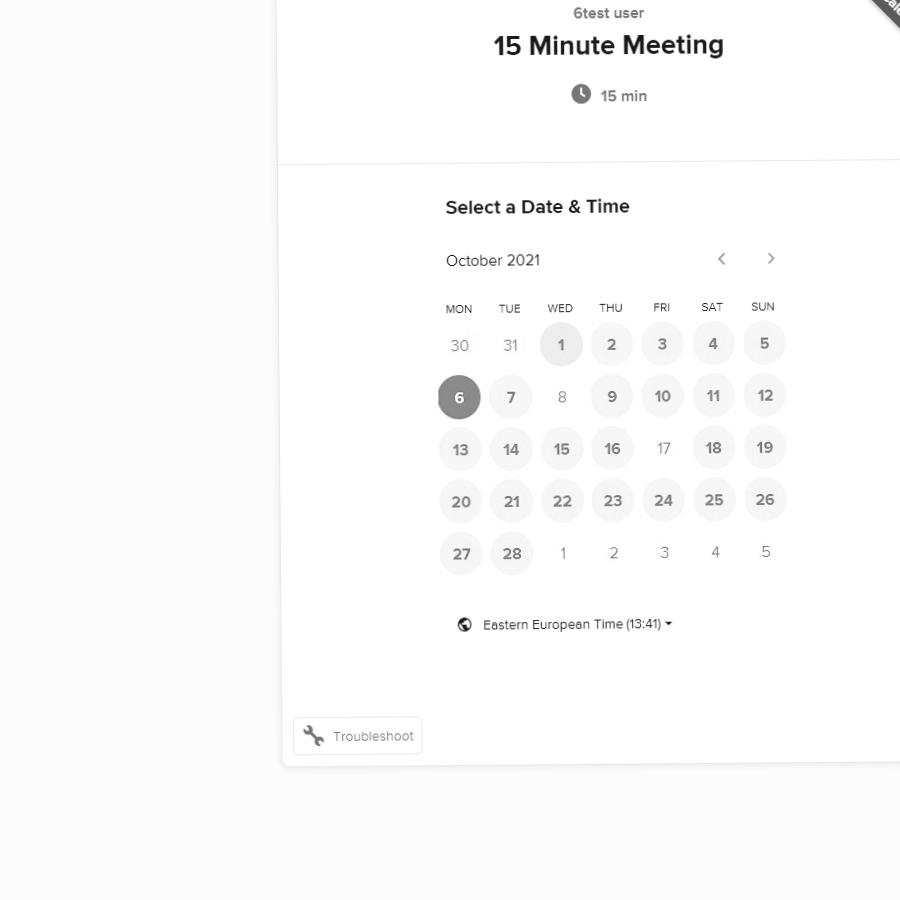 6test user
15 Minute Meeting
15 min
Select a Date & Time
October 2021
MON TUE WED THU FRI SAT SUN
30 31 1 2 3 4 5
6 7 8 9 10 11 12
13 14 15 16 17 18 19
20 21 22 23 24 25 26
27 28 1 2 3 4 5
Eastern European Time (13:41)
Troubleshoot